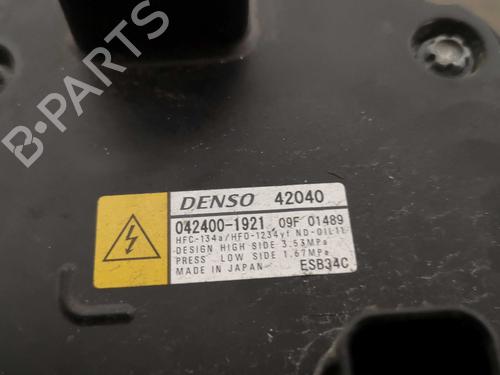 B-PARTS
DENSO 42040
042400-1921 09F 01489
HFC-134a/HFO-1234yf ND-OIL11
DESIGN HIGH SIDE 3.53MPa
PRESS LOW SIDE 1.67MPa
MADE IN JAPAN ESB34C